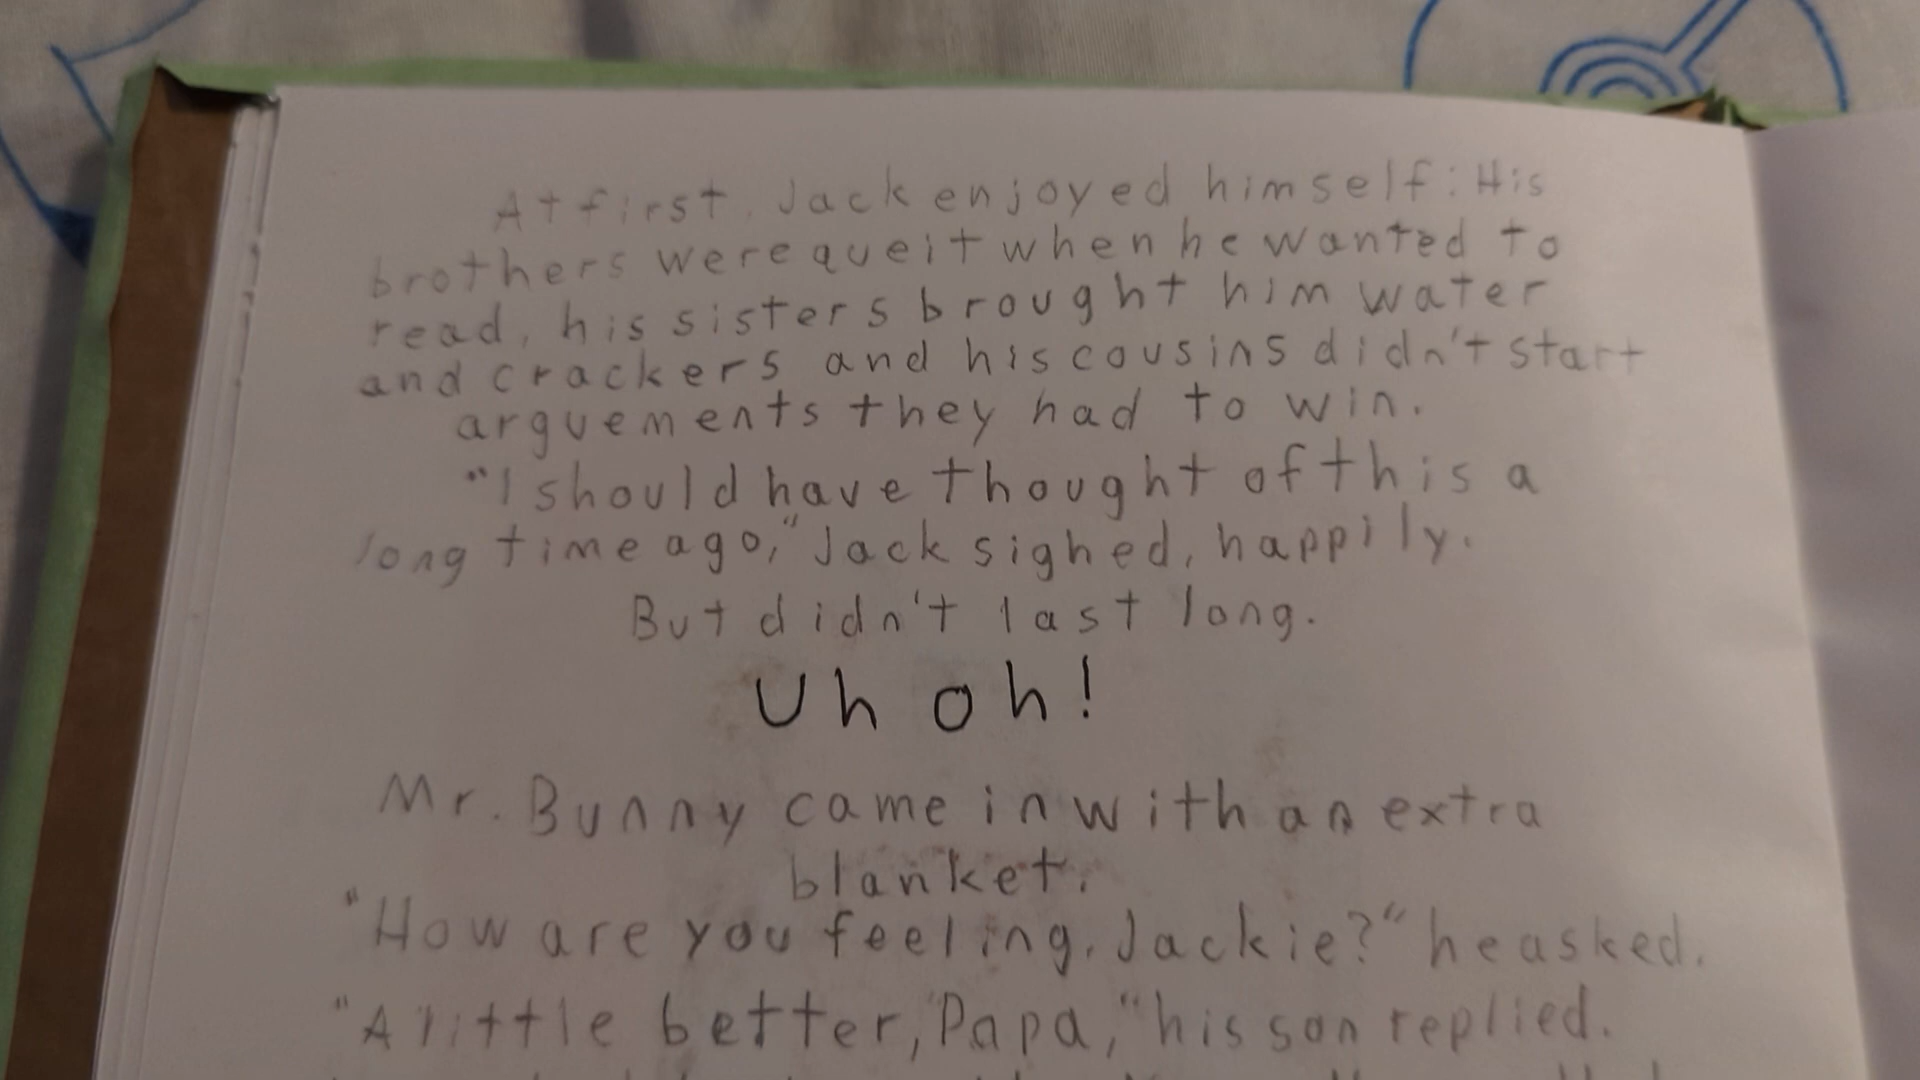 At first, Jack enjoyed himself: His
brothers were queit when he wanted to
read, his sisters brought him water
and crackers and his cousins didn't start
arguements they had to win.
"I should have thought of this a
long time ago," Jack sighed, happily.
But didn't last long.
Uh oh!
Mr. Bunny came in with an extra
blanket.
"How are you feeling, Jackie?" he asked.
"A little better, Papa," his son replied.